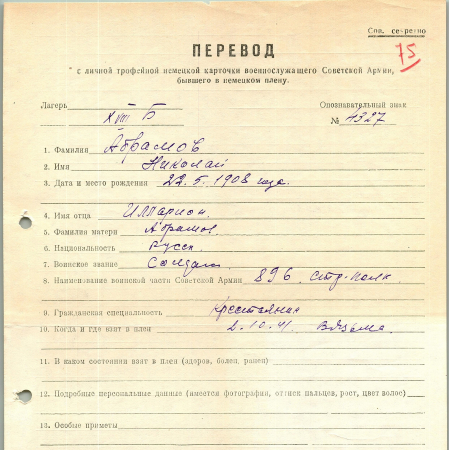 Сов. секретно
75
ПЕРЕВОД
с личной трофейной немецкой карточки военнослужащего Советской Армии,
бывшего в немецком плену.
Лагерь XVIII Б
Опознавательный знак
№ 4327
1. Фамилия Абрамов
2. Имя Николай
3. Дата и место рождения 22.5.1908 года.
4. Имя отца Илларион.
5. Фамилия матери Абрамов.
6. Национальность Русск.
7. Воинское звание Солдат
8. Наименование воинской части Советской Армии 896 стр. полк.
9. Гражданская специальность Крестьянин
10. Когда и где взят в плен 2.10.41. Вязьма.
11. В каком состоянии взят в плен (здоров, болен, ранен)
12. Подробные персональные данные (имеется фотография, оттиск пальцев, рост, цвет волос)
13. Особые приметы